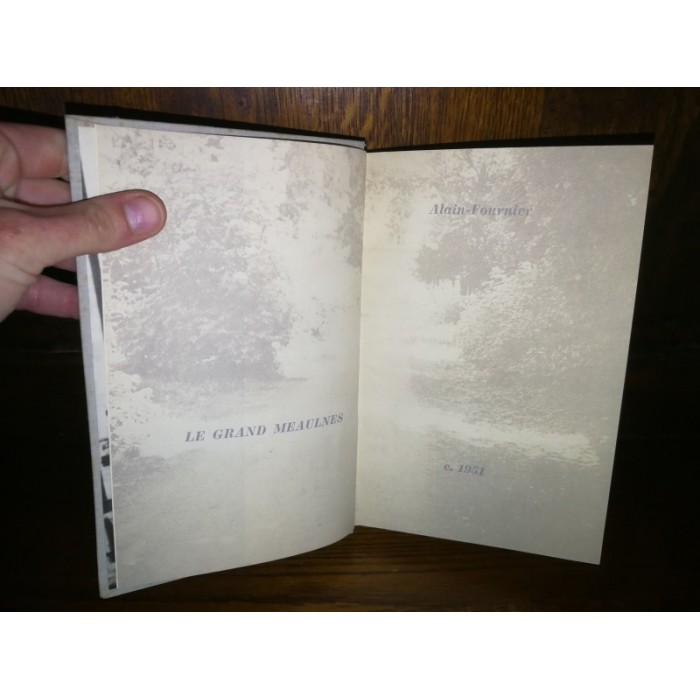 LE GRAND MEAULNES
Alain-Fournier
c. 1951